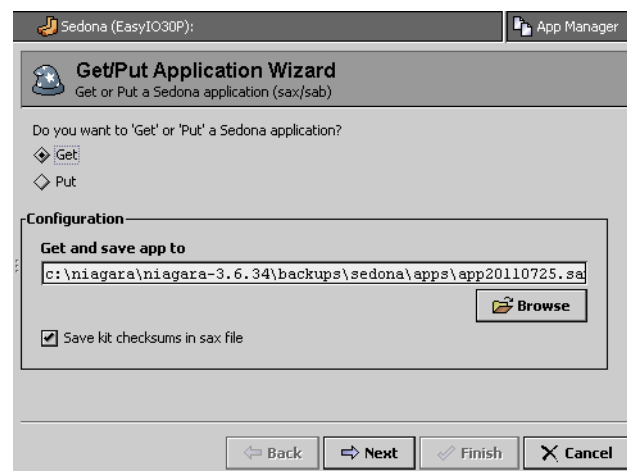 Sedona (EasyIO30P):
App Manager
Get/Put Application Wizard
Get or Put a Sedona application (sax/sab)
Do you want to 'Get' or 'Put' a Sedona application?
Get
Put
Configuration
Get and save app to
c:\niagara\niagara-3.6.34\backups\sedona\apps\app20110725.sa
Browse
Save kit checksums in sax file
Back Next Finish Cancel